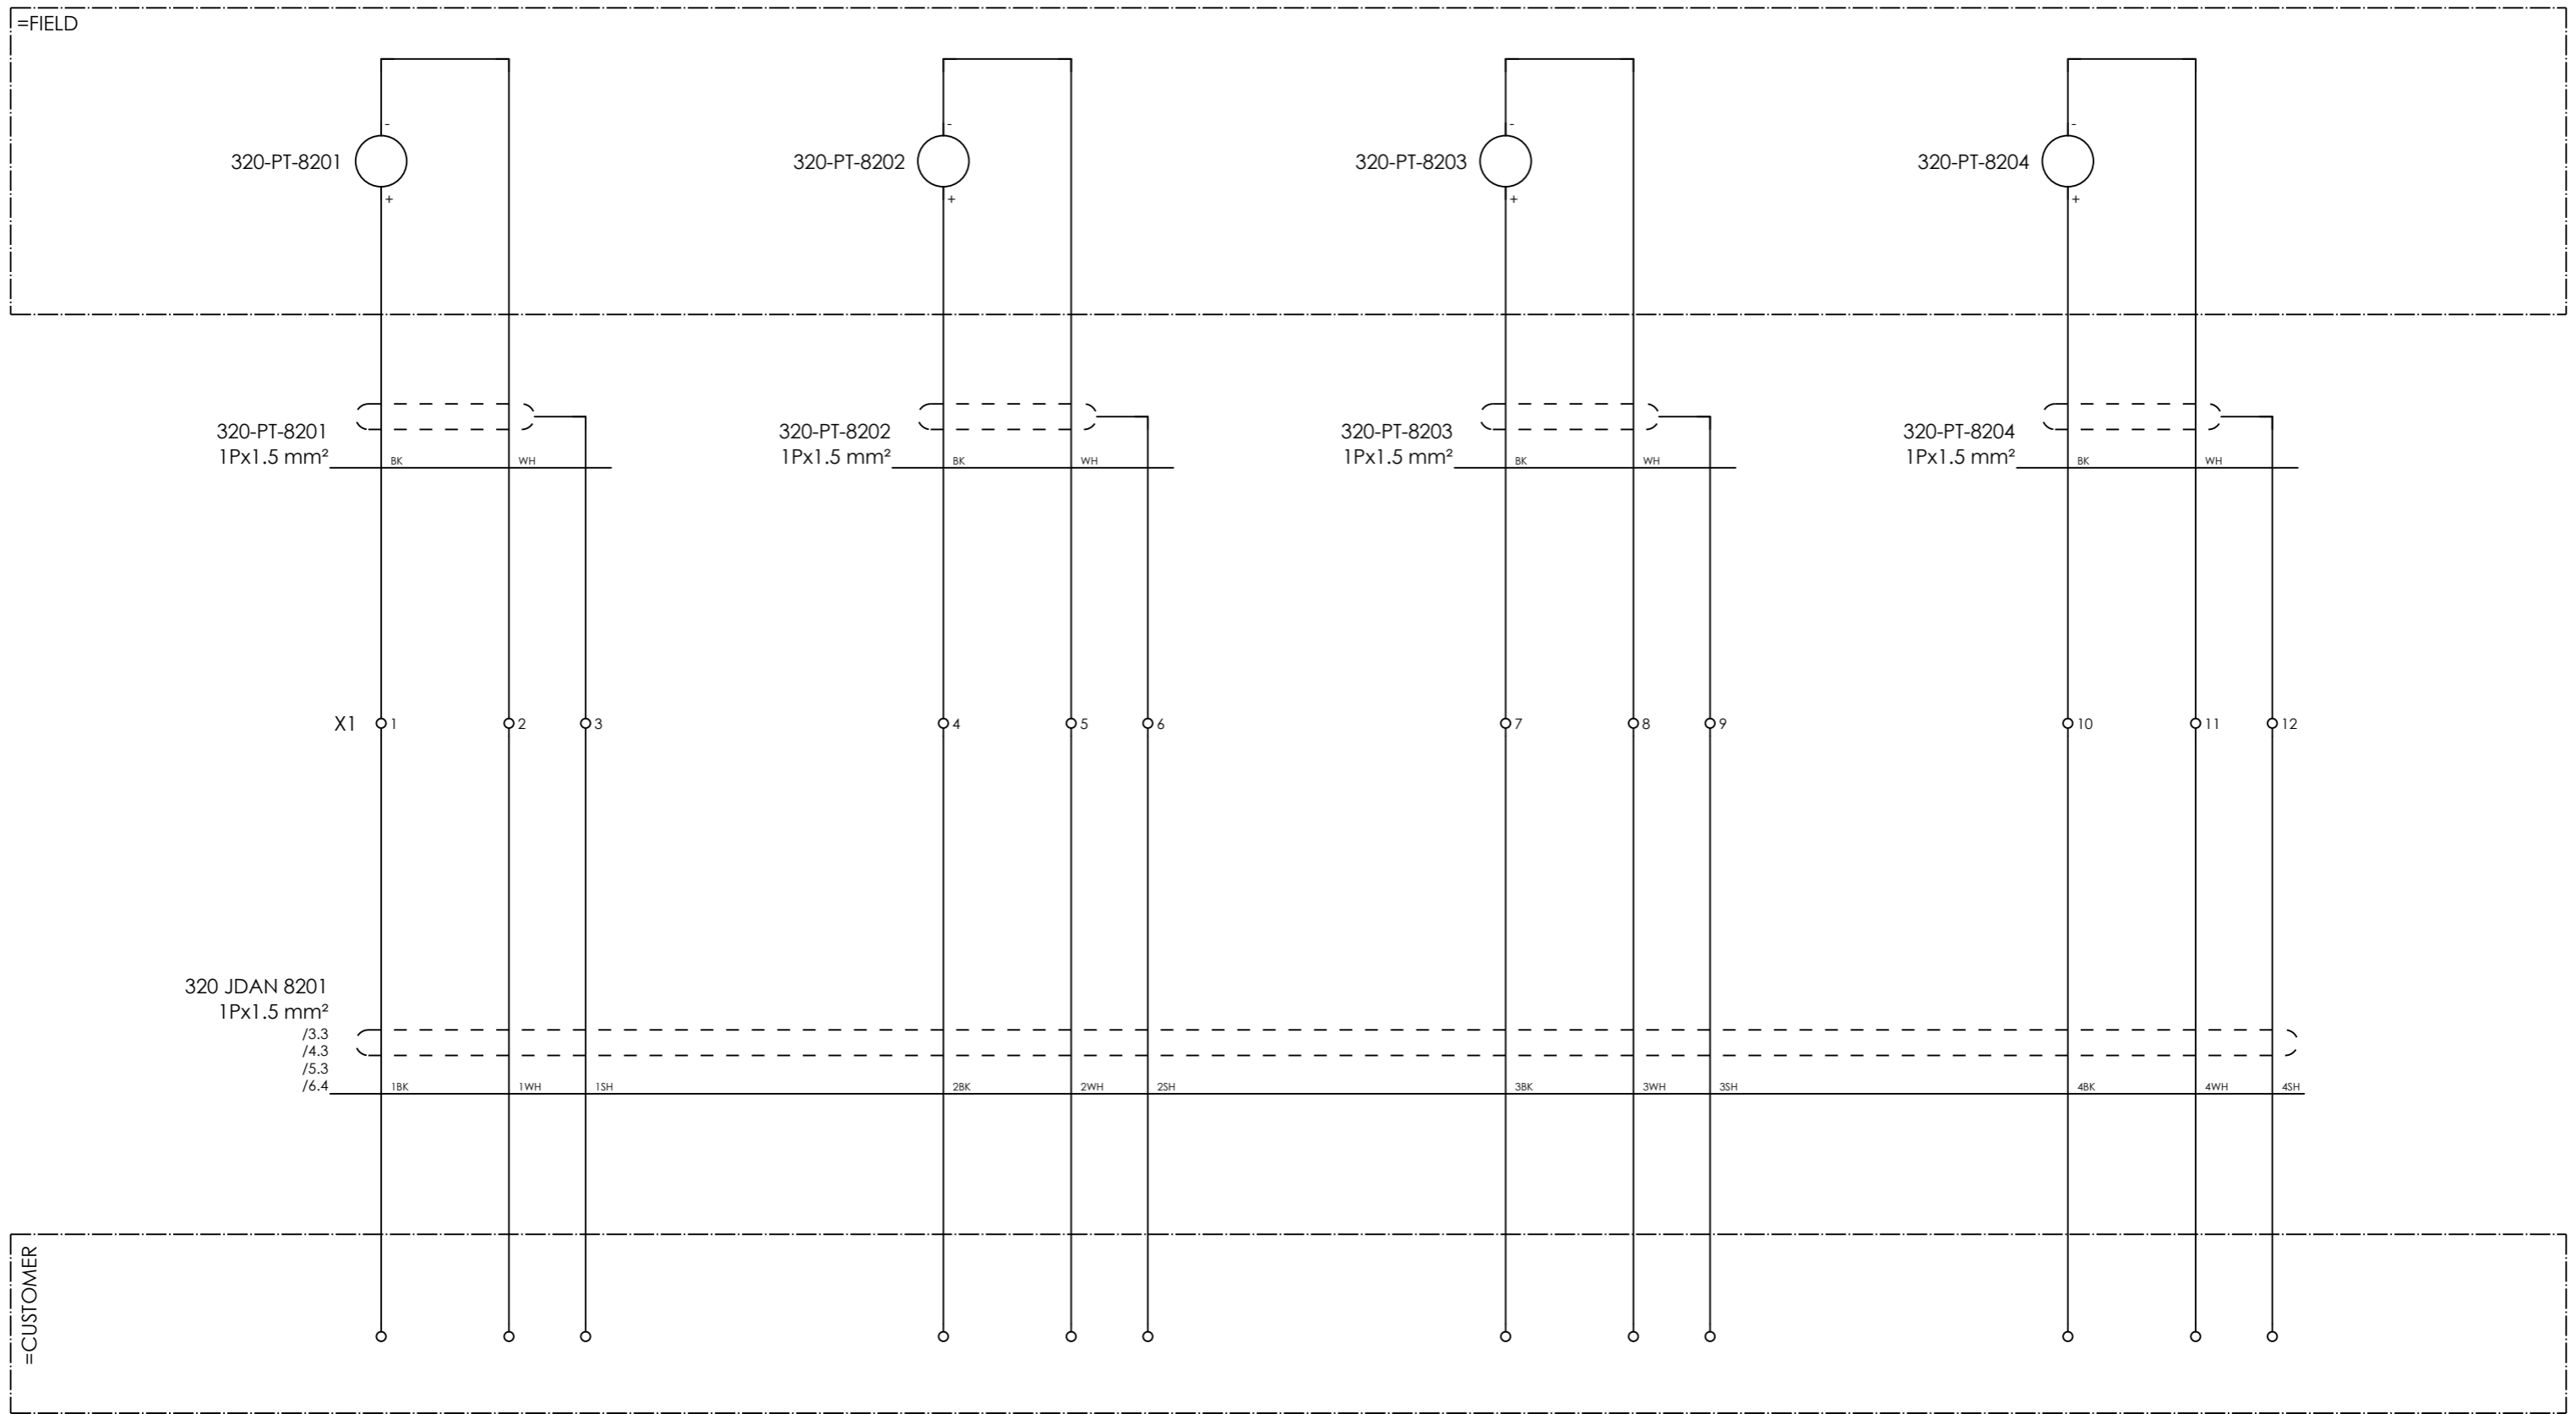 =FIELD
- - - -
320-PT-8201 320-PT-8202 320-PT-8203 320-PT-8204
+ + + +
320-PT-8201 320-PT-8202 320-PT-8203 320-PT-8204
1Px1.5 mm² 1Px1.5 mm² 1Px1.5 mm² 1Px1.5 mm²
BK WH BK WH BK WH BK WH
X1 1 2 3 4 5 6 7 8 9 10 11 12
320 JDAN 8201
1Px1.5 mm²
/3.3
/4.3
/5.3
/6.4 1BK 1WH 1SH 2BK 2WH 2SH 3BK 3WH 3SH 4BK 4WH 4SH
=CUSTOMER